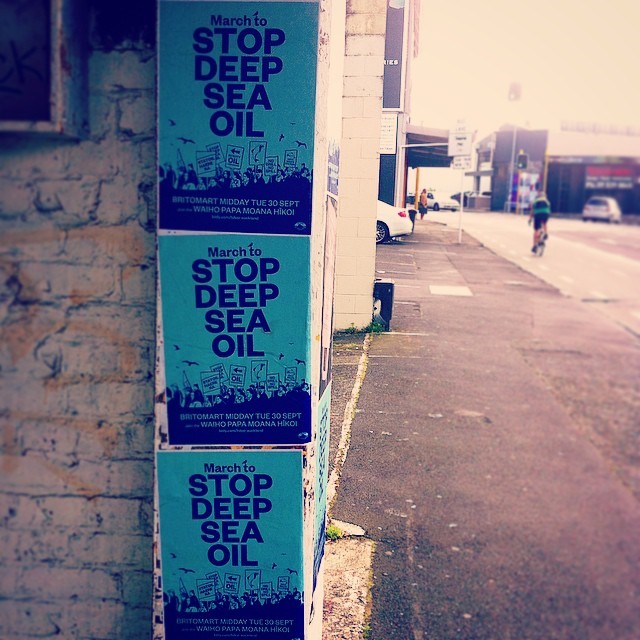 March to
STOP
DEEP
SEA
OIL
BRITOMART MIDDAY TUE 30 SEPT
WAIHO PAPA MOANA HĪKOI
March to
STOP
DEEP
SEA
OIL
BRITOMART MIDDAY TUE 30 SEPT
WAIHO PAPA MOANA HĪKOI
March to
STOP
DEEP
SEA
OIL
BRITOMART MIDDAY TUE 30 SEPT
WAIHO PAPA MOANA HĪKOI